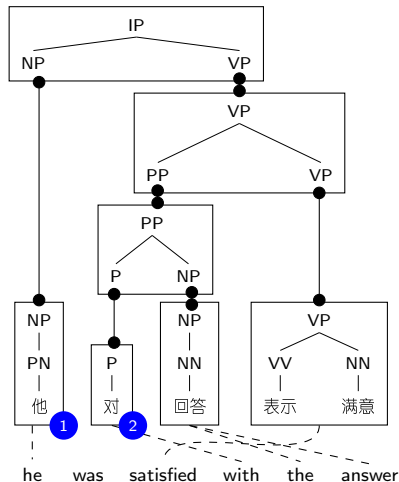 IP
NP VP
VP
PP VP
PP
P NP
NP P NP VP
PN P NN VV NN
他 对 回答 表示 满意
1 2
he was satisfied with the answer